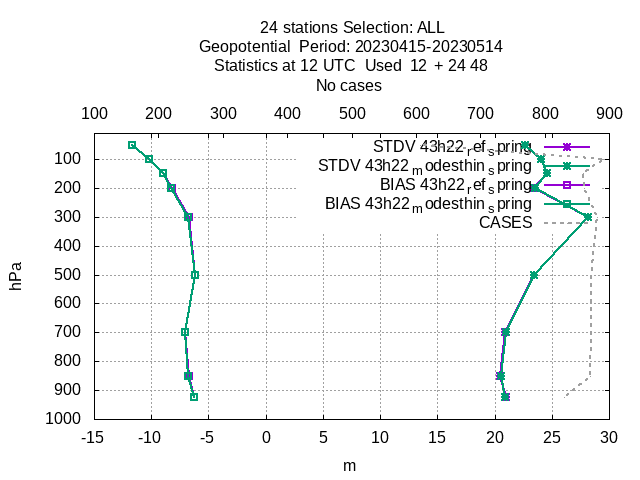 24 stations Selection: ALL
Geopotential  Period: 20230415-20230514
Statistics at 12 UTC  Used  12  + 24 48
No cases
100 200 300 400 500 600 700 800 900
STDV 43h22_ref_spring
STDV 43h22_modesthin_spring
BIAS 43h22_ref_spring
BIAS 43h22_modesthin_spring
CASES
hPa
100
200
300
400
500
600
700
800
900
1000
-15 -10 -5 0 5 10 15 20 25 30
m